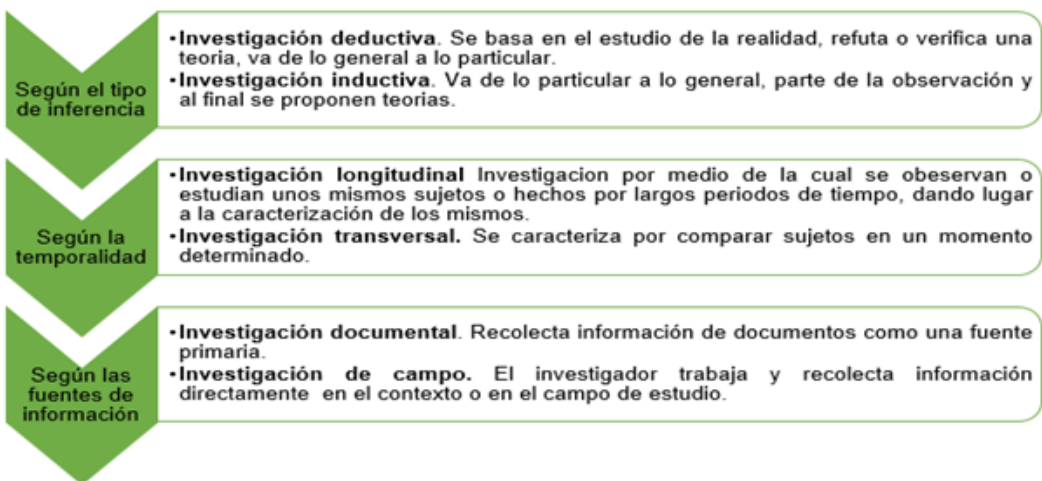 Según el tipo
de inferencia
•Investigación deductiva. Se basa en el estudio de la realidad, refuta o verifica una
teoria, va de lo general a lo particular.
•Investigación inductiva. Va de lo particular a lo general, parte de la observación y
al final se proponen teorias.
Según la
temporalidad
•Investigación longitudinal Investigacion por medio de la cual se obeservan o
estudian unos mismos sujetos o hechos por largos periodos de tiempo, dando lugar
a la caracterización de los mismos.
•Investigación transversal. Se caracteriza por comparar sujetos en un momento
determinado.
Según las
fuentes de
información
•Investigación documental. Recolecta información de documentos como una fuente
primaria.
•Investigación de campo. El investigador trabaja y recolecta información
directamente en el contexto o en el campo de estudio.